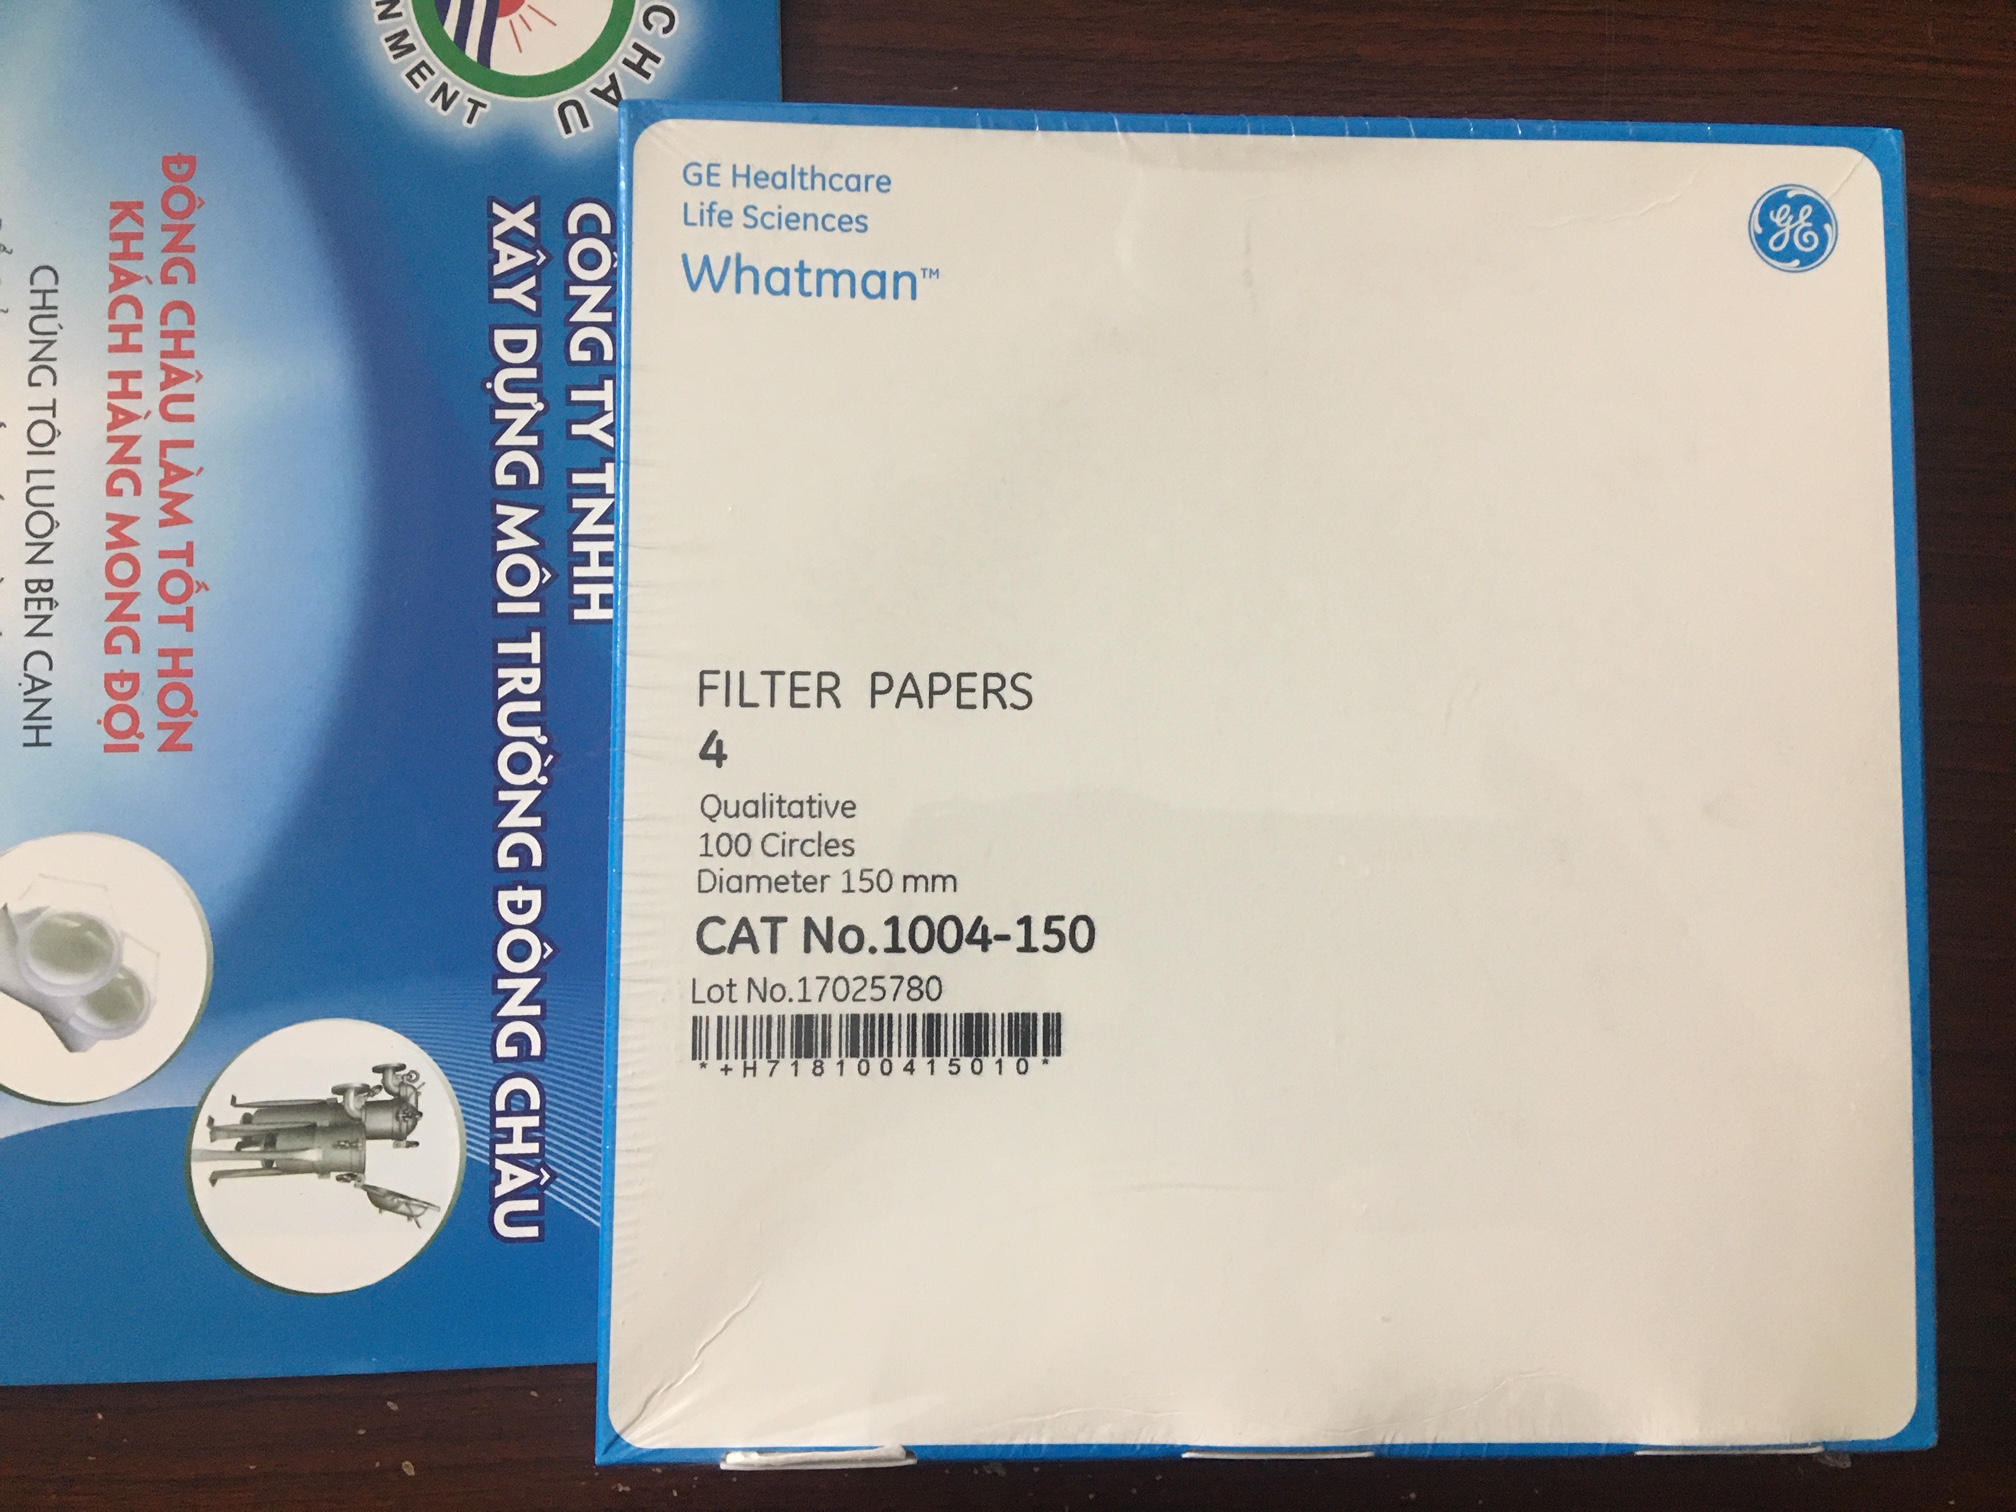 GE Healthcare
Life Sciences
Whatman™
GE
FILTER PAPERS
4
Qualitative
100 Circles
Diameter 150 mm
CAT No.1004-150
Lot No.17025780
*+H718100415010*
CHAU
NMENT
CÔNG TY TNHH
XÂY DỰNG MÔI TRƯỜNG ĐÔNG CHÂU
ĐÔNG CHÂU LÀM TỐT HƠN
KHÁCH HÀNG MONG ĐỢI
CHÚNG TÔI LUÔN BÊN CẠNH